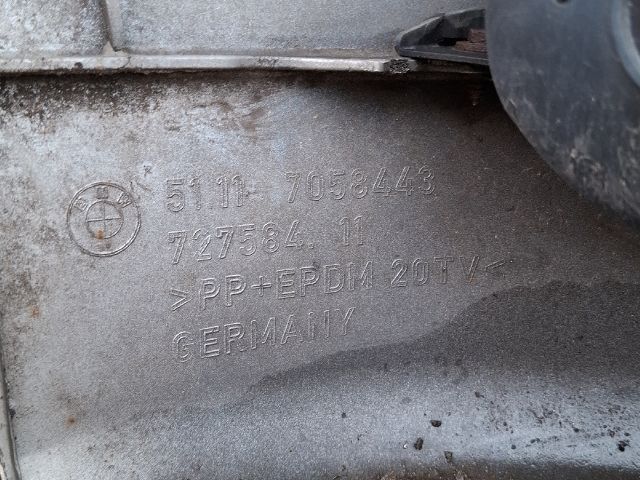 BMW
51 11- 7058443
727584. 11
>PP+EPDM 20TV<
GERMANY